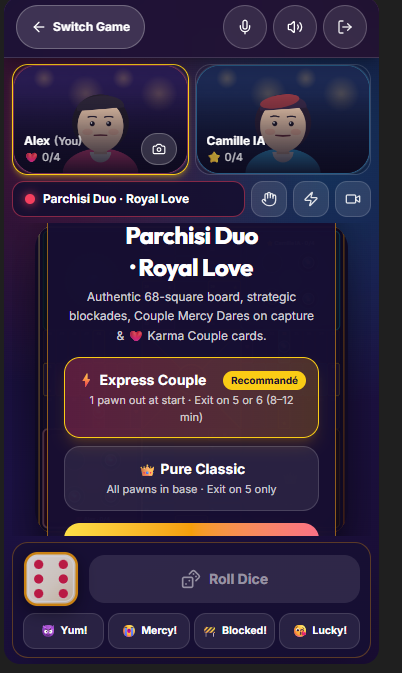 ← Switch Game
Alex (You)
❤️ 0/4
Camille IA
⭐ 0/4
Parchisi Duo · Royal Love
Parchisi Duo
· Royal Love
Authentic 68-square board, strategic
blockades, Couple Mercy Dares on capture
& ❤️ Karma Couple cards.
⚡ Express Couple
Recommandé
1 pawn out at start · Exit on 5 or 6 (8–12
min)
👑 Pure Classic
All pawns in base · Exit on 5 only
Roll Dice
😈 Yum!
😭 Mercy!
🚧 Blocked!
😘 Lucky!